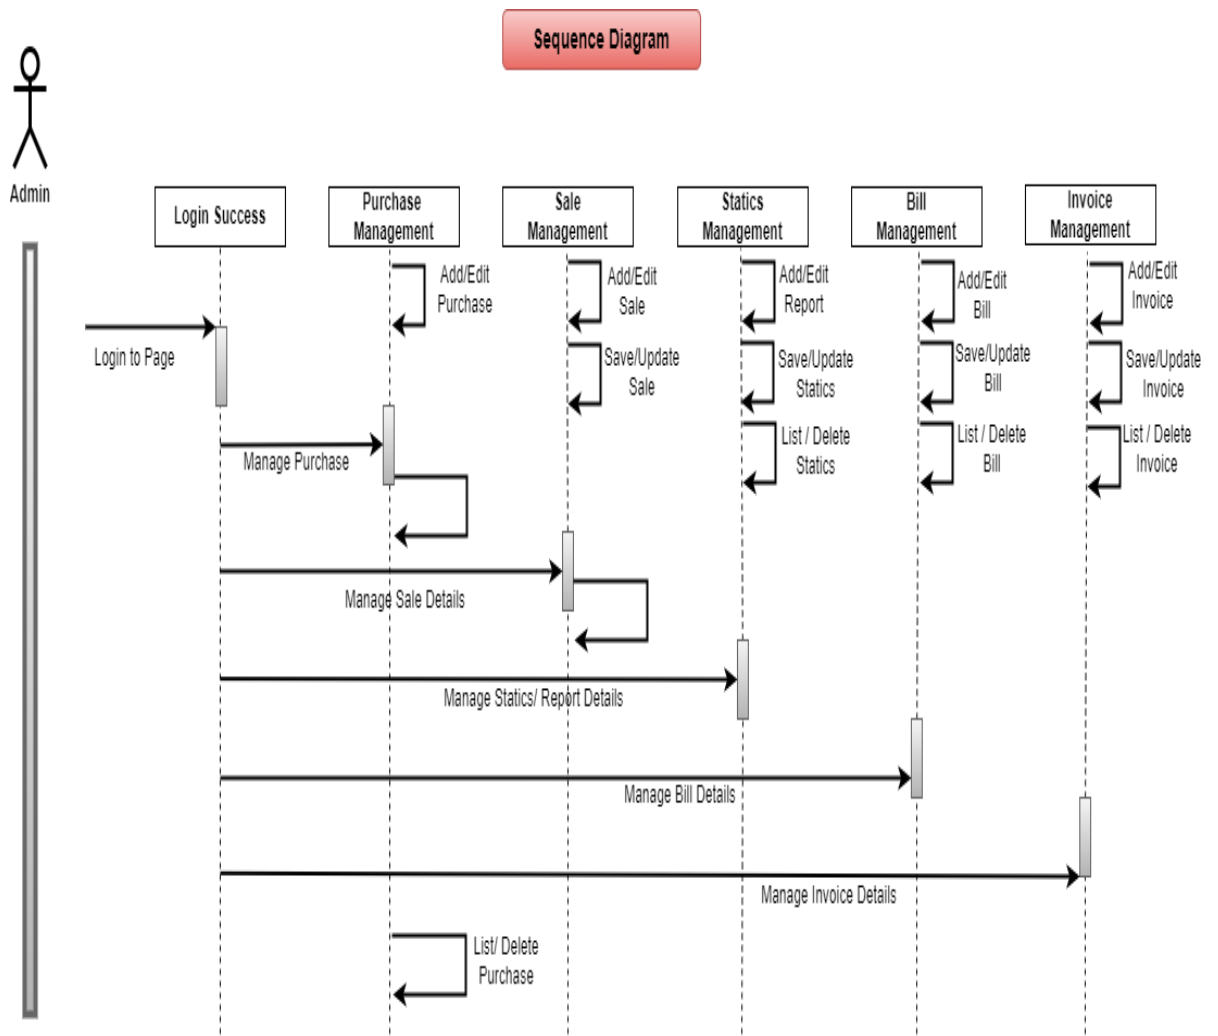 Sequence Diagram
Admin
Login Success
Purchase
Management
Sale
Management
Statics
Management
Bill
Management
Invoice
Management
Add/Edit
Purchase
Add/Edit
Sale
Add/Edit
Report
Add/Edit
Bill
Add/Edit
Invoice
Login to Page
Save/Update
Sale
Save/Update
Statics
Save/Update
Bill
Save/Update
Invoice
List / Delete
Statics
List / Delete
Bill
List / Delete
Invoice
Manage Purchase
Manage Sale Details
Manage Statics/ Report Details
Manage Bill Details
Manage Invoice Details
List/ Delete
Purchase